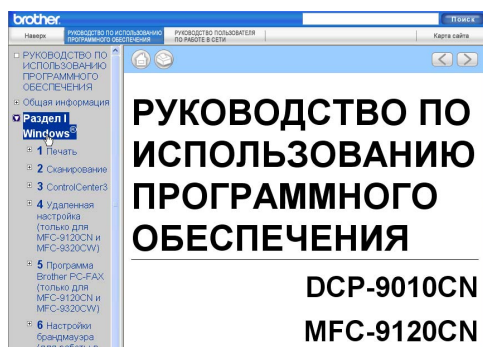 brother.
Поиск
Наверх
РУКОВОДСТВО ПО ИСПОЛЬЗОВАНИЮ
ПРОГРАММНОГО ОБЕСПЕЧЕНИЯ
РУКОВОДСТВО ПОЛЬЗОВАТЕЛЯ
ПО РАБОТЕ В СЕТИ
Карта сайта
РУКОВОДСТВО ПО
ИСПОЛЬЗОВАНИЮ
ПРОГРАММНОГО
ОБЕСПЕЧЕНИЯ
Общая информация
Раздел I
Windows®
1 Печать
2 Сканирование
3 ControlCenter3
4 Удаленная
настройка
(только для
MFC-9120CN и
MFC-9320CW)
5 Программа
Brother PC-FAX
(только для
MFC-9120CN и
MFC-9320CW)
6 Настройки
брандмауэра
РУКОВОДСТВО ПО
ИСПОЛЬЗОВАНИЮ
ПРОГРАММНОГО
ОБЕСПЕЧЕНИЯ
DCP-9010CN
MFC-9120CN